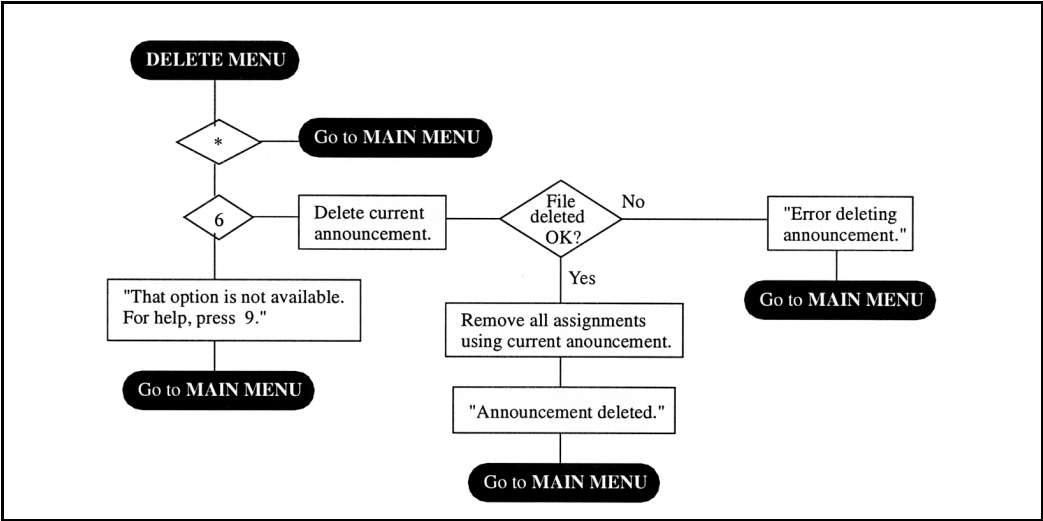 DELETE MENU
*
Go to MAIN MENU
6
Delete current
announcement.
File
deleted
OK?
No
"Error deleting
announcement."
Go to MAIN MENU
Yes
"That option is not available.
For help, press 9."
Go to MAIN MENU
Remove all assignments
using current anouncement.
"Announcement deleted."
Go to MAIN MENU